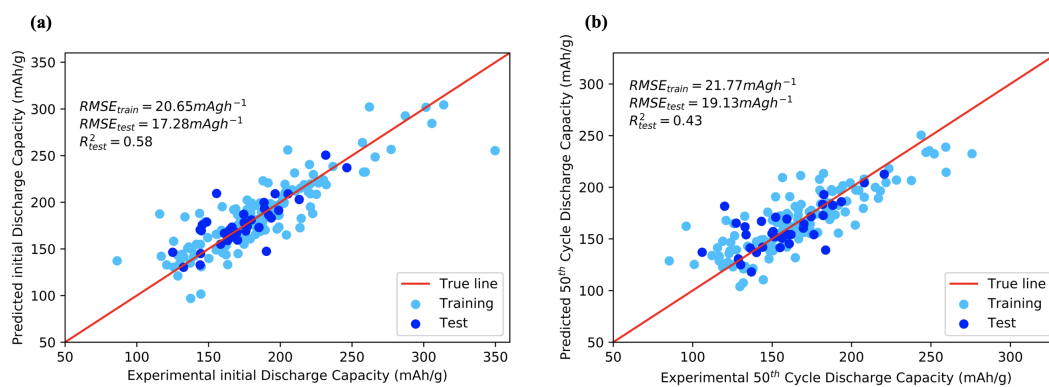 (a)
Predicted initial Discharge Capacity (mAh/g)
350
300
250
200
150
100
50
RMSE_train = 20.65mAgh⁻¹
RMSE_test = 17.28mAgh⁻¹
R²_test = 0.58
True line
Training
Test
50 100 150 200 250 300 350
Experimental initial Discharge Capacity (mAh/g)
(b)
Predicted 50th Cycle Discharge Capacity (mAh/g)
300
250
200
150
100
50
RMSE_train = 21.77mAgh⁻¹
RMSE_test = 19.13mAgh⁻¹
R²_test = 0.43
True line
Training
Test
50 100 150 200 250 300
Experimental 50th Cycle Discharge Capacity (mAh/g)